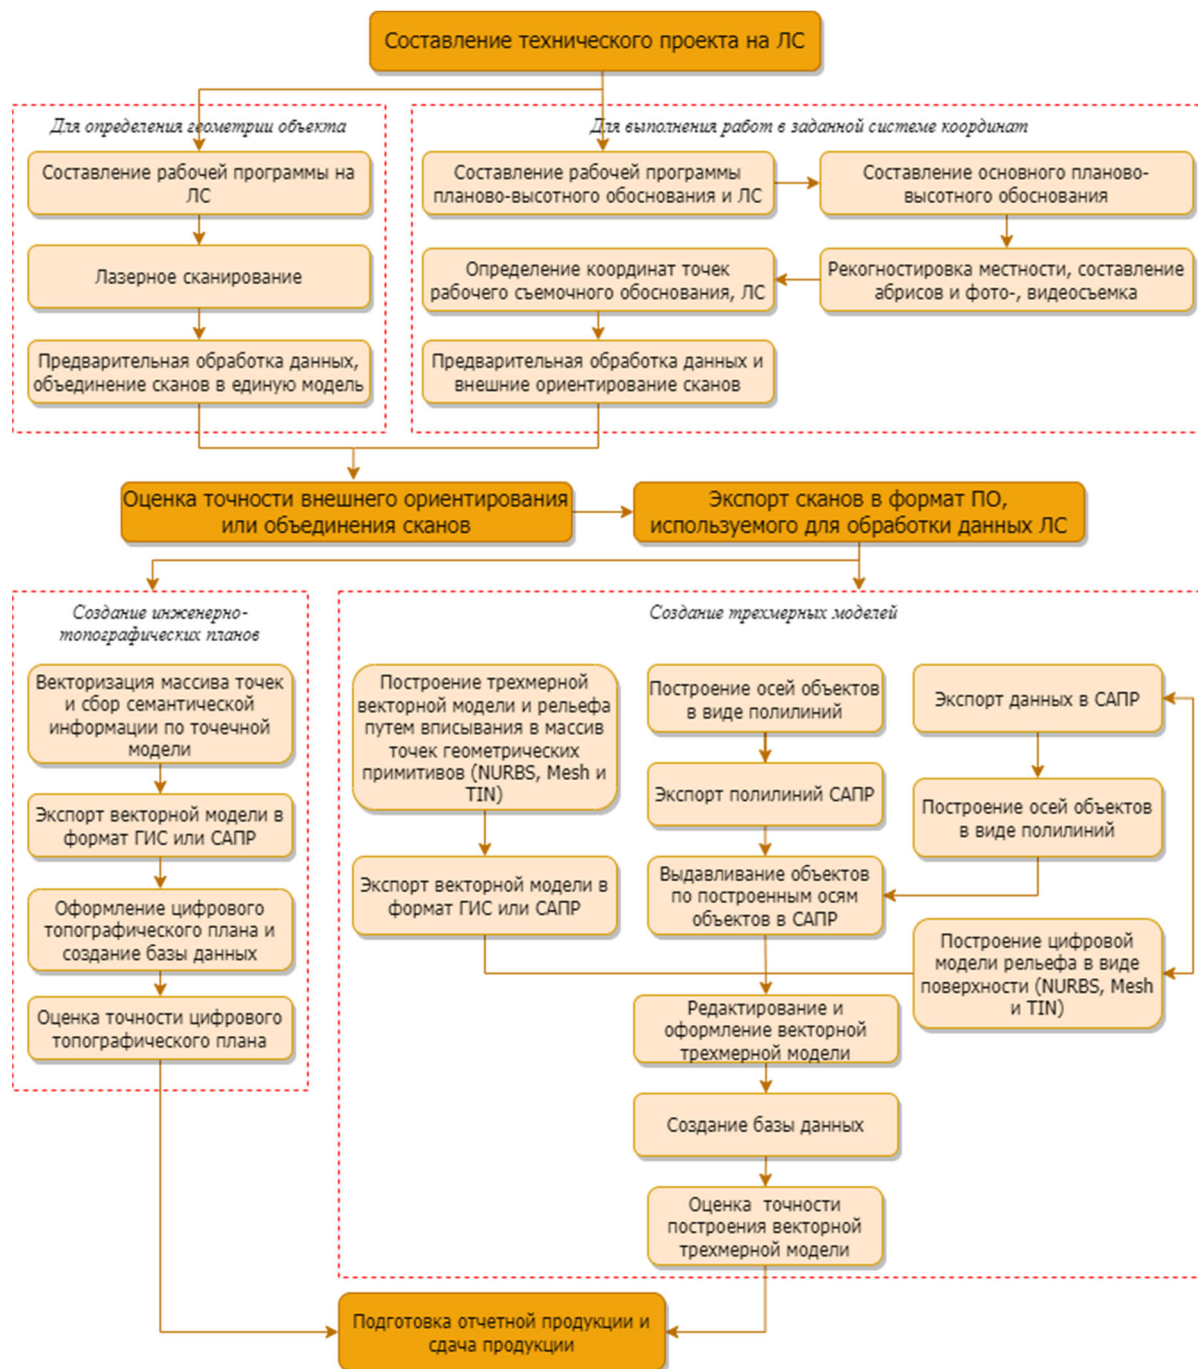 Составление технического проекта на ЛС
Для определения геометрии объекта
Составление рабочей программы на
ЛС
Лазерное сканирование
Предварительная обработка данных,
объединение сканов в единую модель
Для выполнения работ в заданной системе координат
Составление рабочей программы
планово-высотного обоснования и ЛС
Составление основного планово-
высотного обоснования
Рекогностировка местности, составление
абрисов и фото-, видеосъемка
Определение координат точек
рабочего съемочного обоснования, ЛС
Предварительная обработка данных и
внешние ориентирование сканов
Оценка точности внешнего ориентирования
или объединения сканов
Экспорт сканов в формат ПО,
используемого для обработки данных ЛС
Создание инженерно-
топографических планов
Векторизация массива точек
и сбор семантической
информации по точечной
модели
Экспорт векторной модели в
формат ГИС или САПР
Оформление цифрового
топографического плана и
создание базы данных
Оценка точности цифрового
топографического плана
Создание трехмерных моделей
Построение трехмерной
векторной модели и рельефа
путем вписывания в массив
точек геометрических
примитивов (NURBS, Mesh и
TIN)
Экспорт векторной модели в
формат ГИС или САПР
Построение осей объектов
в виде полилиний
Экспорт полилиний САПР
Выдавливание объектов
по построенным осям
объектов в САПР
Экспорт данных в САПР
Построение осей объектов
в виде полилиний
Построение цифровой
модели рельефа в виде
поверхности (NURBS, Mesh
и TIN)
Редактирование и
оформление векторной
трехмерной модели
Создание базы данных
Оценка точности
построения векторной
трехмерной модели
Подготовка отчетной продукции и
сдача продукции